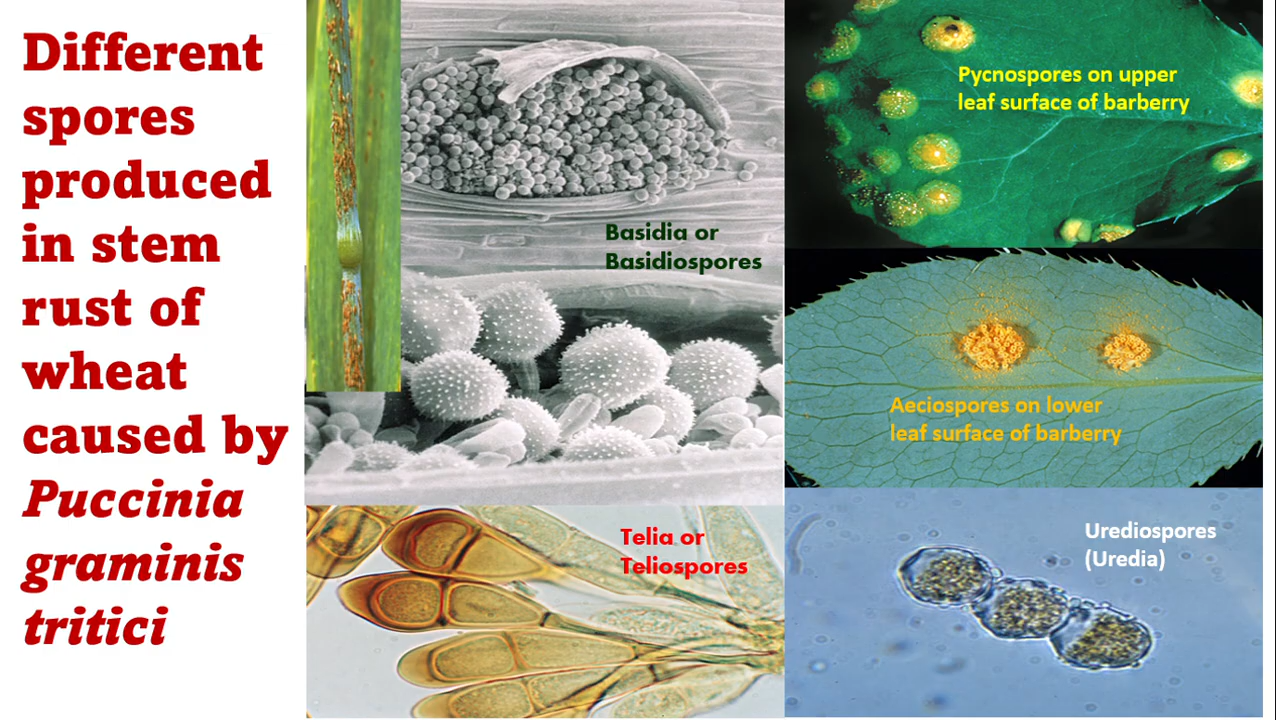 Different
spores
produced
in stem
rust of
wheat
caused by
Puccinia
graminis
tritici
Basidia or
Basidiospores
Telia or
Teliospores
Pycnospores on upper
leaf surface of barberry
Aeciospores on lower
leaf surface of barberry
Urediospores
(Uredia)